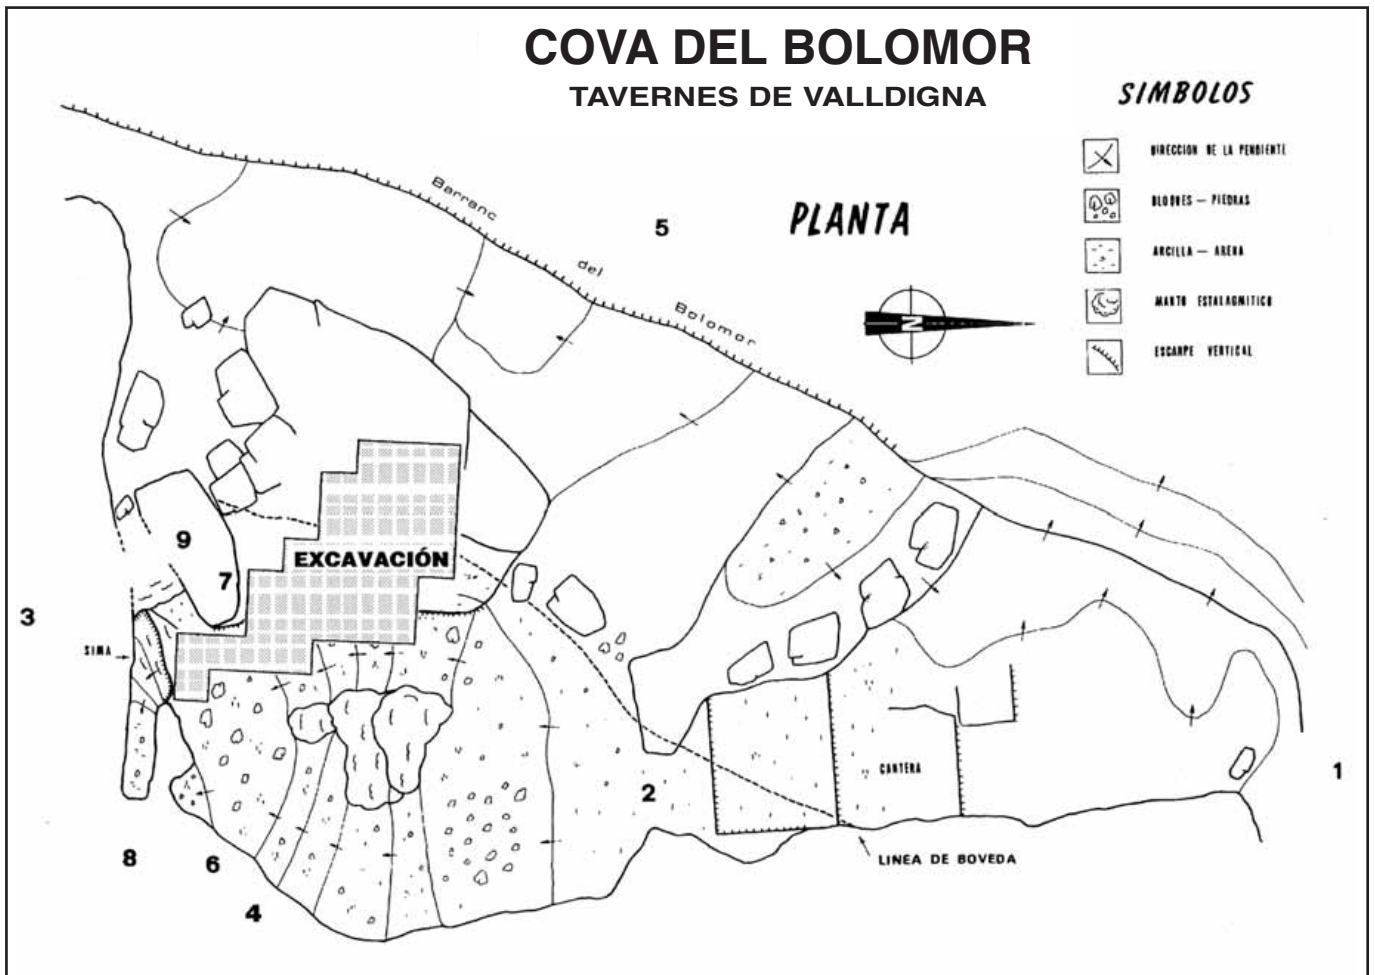 COVA DEL BOLOMOR
TAVERNES DE VALLDIGNA
SIMBOLOS
DIRECCION DE LA PENDIENTE
BLOQUES — PIEDRAS
ARCILLA — ARENA
MANTO ESTALAGMITICO
ESCARPE VERTICAL
Barranc
del
Bolomor
5
PLANTA
N
9
EXCAVACIÓN
7
3
SIMA
CANTERA
1
2
LINEA DE BOVEDA
8
6
4